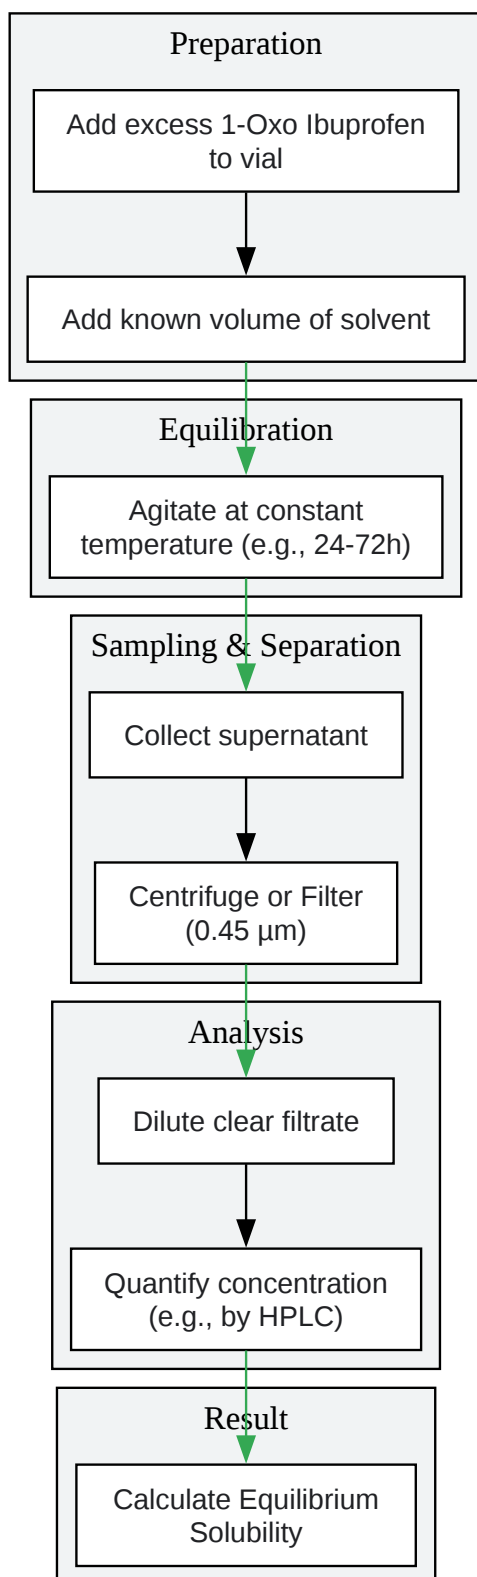 Preparation
Add excess 1-Oxo Ibuprofen
to vial
Add known volume of solvent
Equilibration
Agitate at constant
temperature (e.g., 24-72h)
Sampling & Separation
Collect supernatant
Centrifuge or Filter
(0.45 µm)
Analysis
Dilute clear filtrate
Quantify concentration
(e.g., by HPLC)
Result
Calculate Equilibrium
Solubility